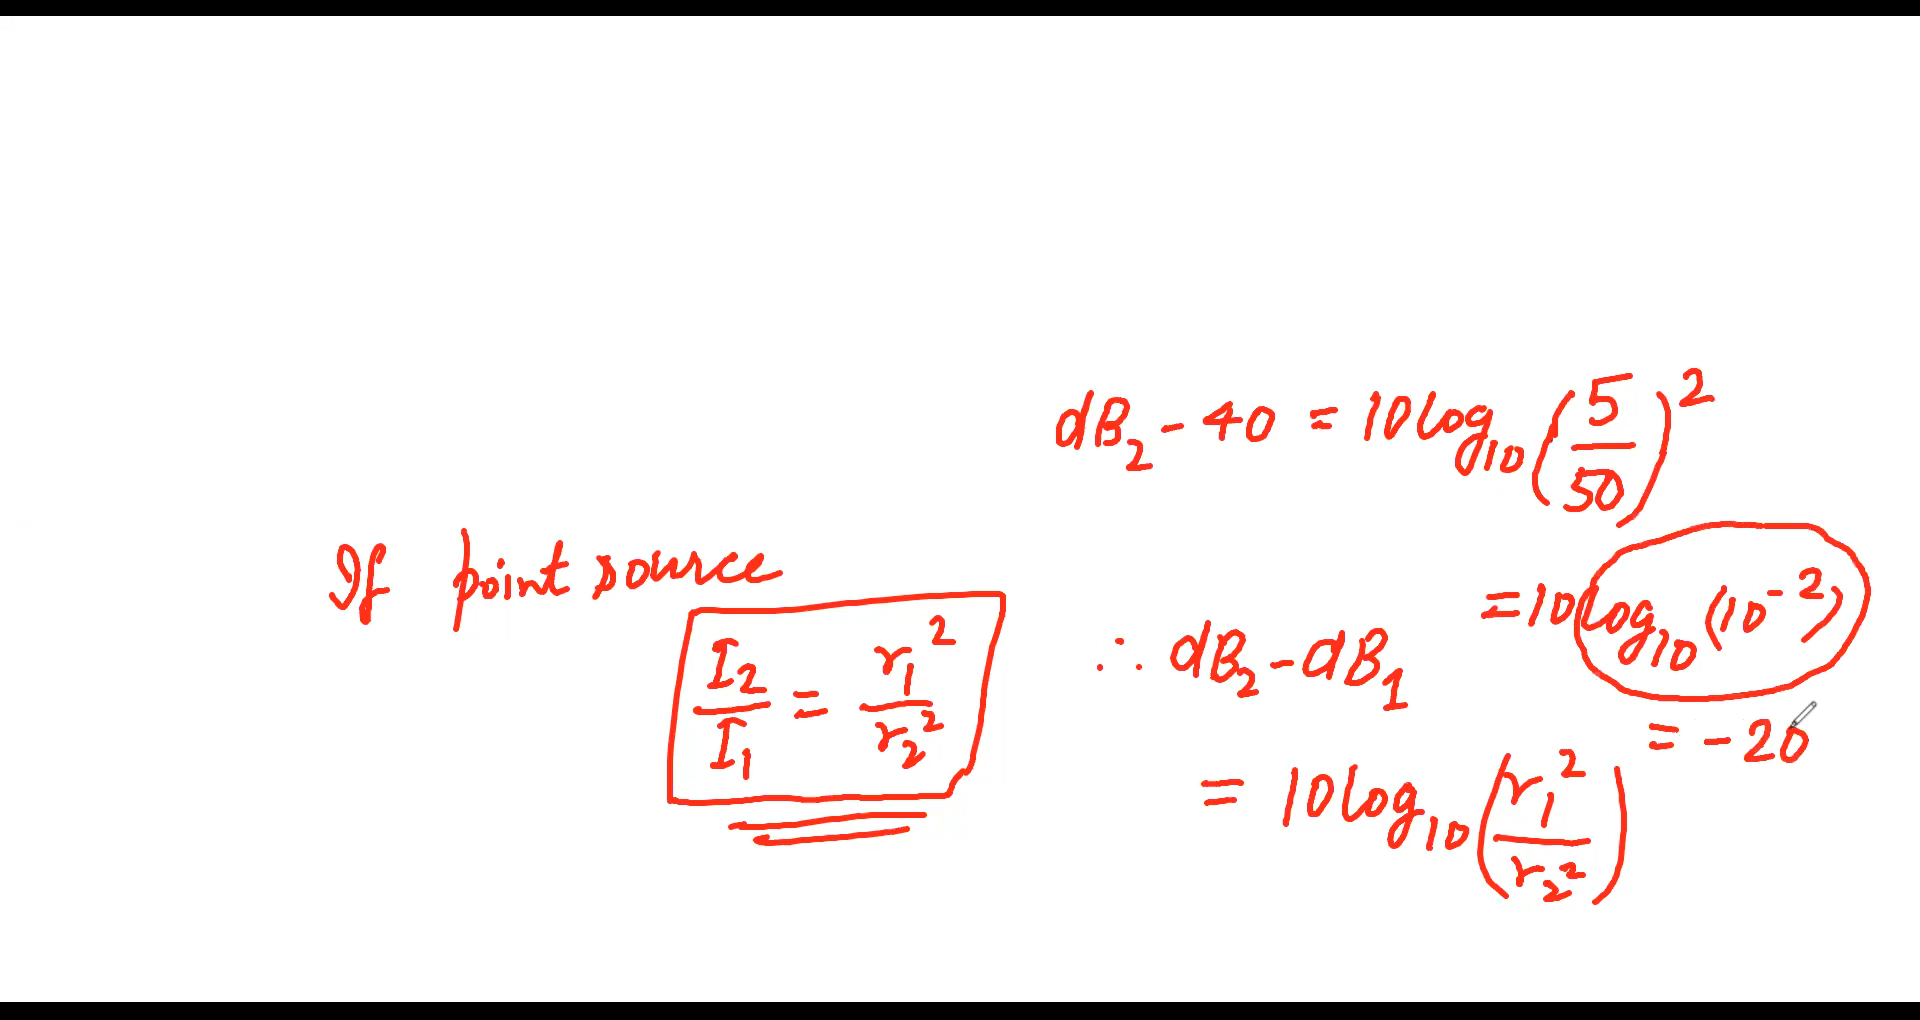 If point source
I₂/I₁ = r₁²/r₂²
dB₂ - 40 = 10 log₁₀ (5/50)²
= 10 log₁₀ (10⁻²)
= -20
∴ dB₂ - dB₁
= 10 log₁₀ (r₁²/r₂²)